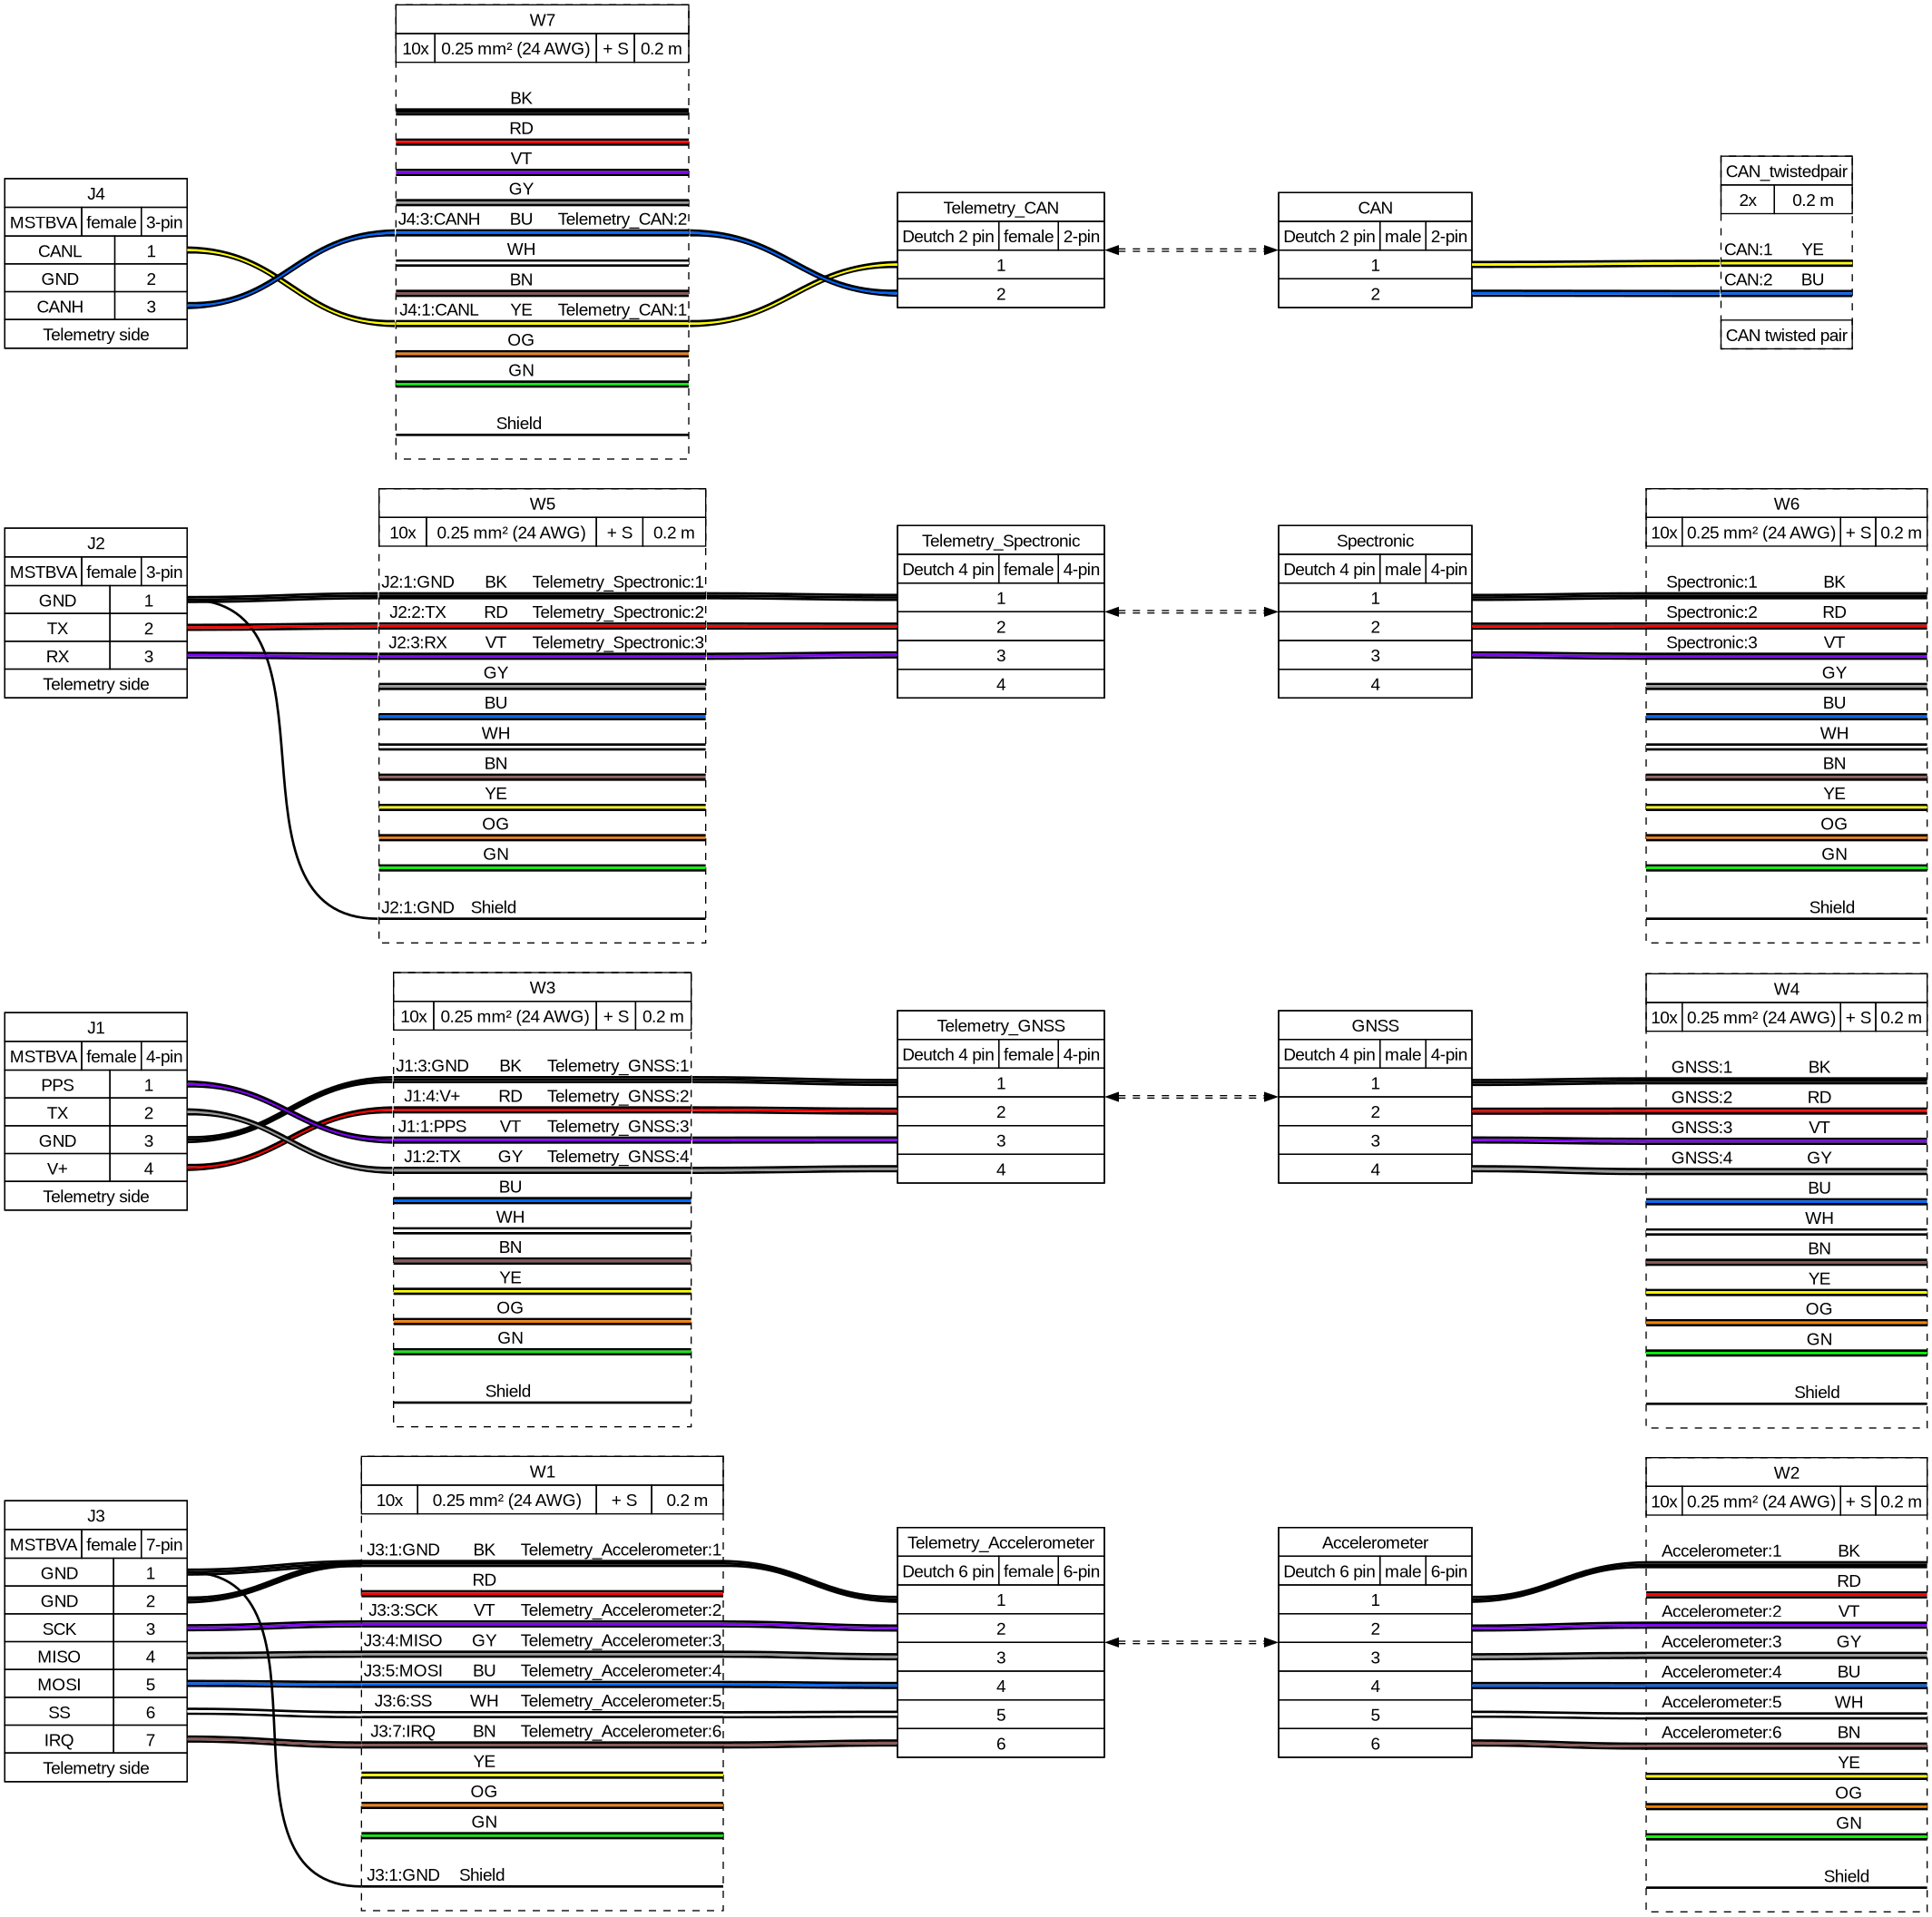 W7
10x 0.25 mm² (24 AWG) + S 0.2 m
BK
RD
VT
GY
J4:3:CANH BU Telemetry_CAN:2
WH
BN
J4:1:CANL YE Telemetry_CAN:1
OG
GN
Shield
J4
MSTBVA female 3-pin
CANL 1
GND 2
CANH 3
Telemetry side
Telemetry_CAN
Deutch 2 pin female 2-pin
1
2
CAN
Deutch 2 pin male 2-pin
1
2
CAN_twistedpair
2x 0.2 m
CAN:1 YE
CAN:2 BU
CAN twisted pair
J2
MSTBVA female 3-pin
GND 1
TX 2
RX 3
Telemetry side
W5
10x 0.25 mm² (24 AWG) + S 0.2 m
J2:1:GND BK Telemetry_Spectronic:1
J2:2:TX RD Telemetry_Spectronic:2
J2:3:RX VT Telemetry_Spectronic:3
GY
BU
WH
BN
YE
OG
GN
J2:1:GND Shield
Telemetry_Spectronic
Deutch 4 pin female 4-pin
1
2
3
4
Spectronic
Deutch 4 pin male 4-pin
1
2
3
4
W6
10x 0.25 mm² (24 AWG) + S 0.2 m
Spectronic:1 BK
Spectronic:2 RD
Spectronic:3 VT
GY
BU
WH
BN
YE
OG
GN
Shield
J1
MSTBVA female 4-pin
PPS 1
TX 2
GND 3
V+ 4
Telemetry side
W3
10x 0.25 mm² (24 AWG) + S 0.2 m
J1:3:GND BK Telemetry_GNSS:1
J1:4:V+ RD Telemetry_GNSS:2
J1:1:PPS VT Telemetry_GNSS:3
J1:2:TX GY Telemetry_GNSS:4
BU
WH
BN
YE
OG
GN
Shield
Telemetry_GNSS
Deutch 4 pin female 4-pin
1
2
3
4
GNSS
Deutch 4 pin male 4-pin
1
2
3
4
W4
10x 0.25 mm² (24 AWG) + S 0.2 m
GNSS:1 BK
GNSS:2 RD
GNSS:3 VT
GNSS:4 GY
BU
WH
BN
YE
OG
GN
Shield
J3
MSTBVA female 7-pin
GND 1
GND 2
SCK 3
MISO 4
MOSI 5
SS 6
IRQ 7
Telemetry side
W1
10x 0.25 mm² (24 AWG) + S 0.2 m
J3:1:GND BK Telemetry_Accelerometer:1
RD
J3:3:SCK VT Telemetry_Accelerometer:2
J3:4:MISO GY Telemetry_Accelerometer:3
J3:5:MOSI BU Telemetry_Accelerometer:4
J3:6:SS WH Telemetry_Accelerometer:5
J3:7:IRQ BN Telemetry_Accelerometer:6
YE
OG
GN
J3:1:GND Shield
Telemetry_Accelerometer
Deutch 6 pin female 6-pin
1
2
3
4
5
6
Accelerometer
Deutch 6 pin male 6-pin
1
2
3
4
5
6
W2
10x 0.25 mm² (24 AWG) + S 0.2 m
Accelerometer:1 BK
RD
Accelerometer:2 VT
Accelerometer:3 GY
Accelerometer:4 BU
Accelerometer:5 WH
Accelerometer:6 BN
YE
OG
GN
Shield